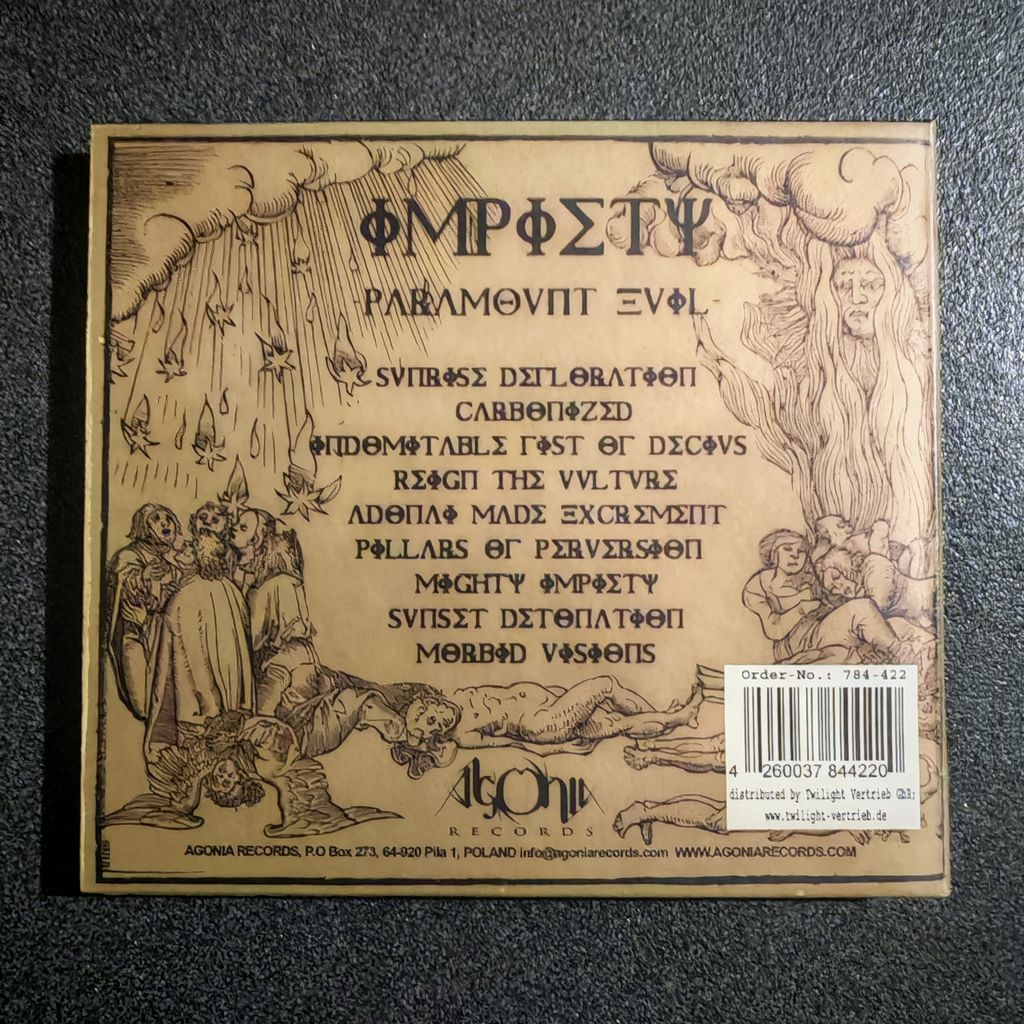 IMPIETY
-PARAMOUNT EVIL-
SUNRISE DEFLORATION
CARBONIZED
INDOMITABLE FIST OF DECIUS
REIGN THE VULTURE
ADONAI MADE EXCREMENT
PILLARS OF PERVERSION
MIGHTY IMPIETY
SUNSET DETONATION
MORBID VISIONS
Order-No.: 784-422
4 260037 844220
distributed by Twilight Vertrieb GbR;
www.twilight-vertrieb.de
Agonia
RECORDS
AGONIA RECORDS, P.O Box 273, 64-920 Pila 1, POLAND info@agoniarecords.com WWW.AGONIARECORDS.COM